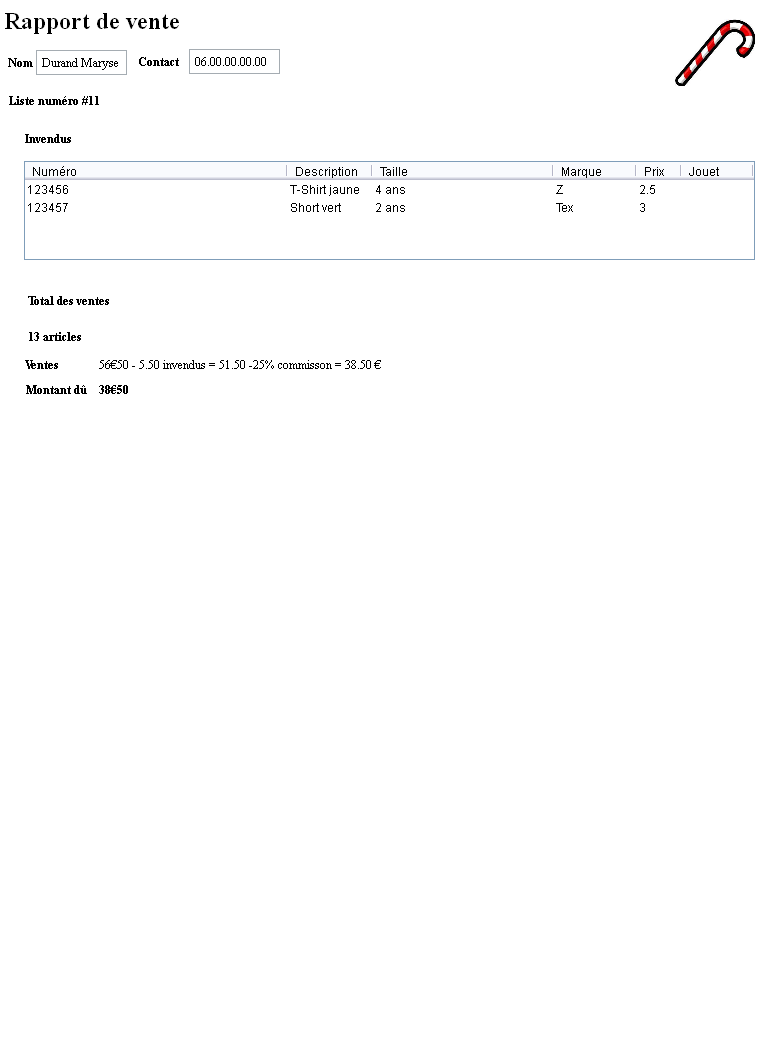 Rapport de vente
Nom Durand Maryse Contact 06.00.00.00.00
Liste numéro #11
Invendus
Numéro Description Taille Marque Prix Jouet
123456 T-Shirt jaune 4 ans Z 2.5
123457 Short vert 2 ans Tex 3
Total des ventes
13 articles
Ventes 56€50 - 5.50 invendus = 51.50 -25% commisson = 38.50 €
Montant dû 38€50